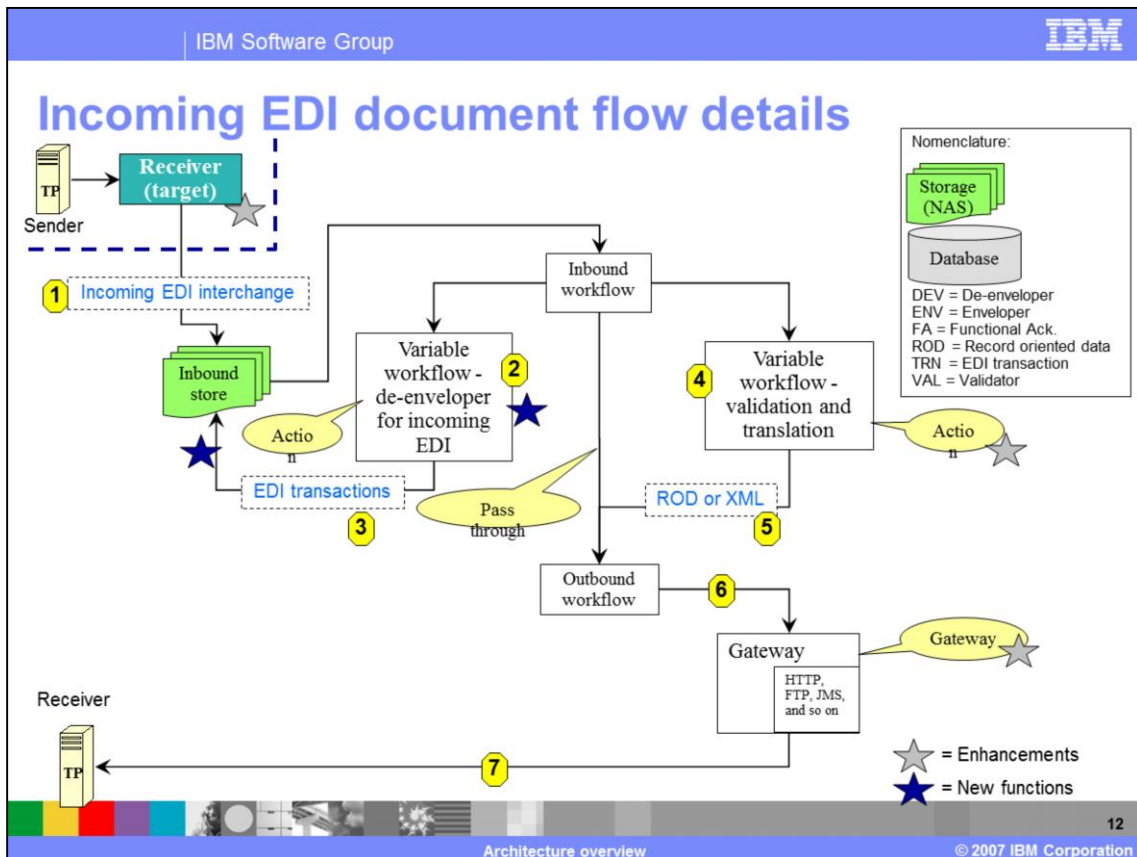 IBM Software Group
IBM
Incoming EDI document flow details
TP
Sender
Receiver
(target)
Nomenclature:
Storage
(NAS)
Database
DEV = De-enveloper
ENV = Enveloper
FA = Functional Ack.
ROD = Record oriented data
TRN = EDI transaction
VAL = Validator
1
Incoming EDI interchange
Inbound
workflow
Inbound
store
Variable
workflow -
de-enveloper
for incoming
EDI
2
4
Variable
workflow -
validation and
translation
Actio
n
Actio
n
EDI transactions
3
Pass
through
ROD or XML
5
Outbound
workflow
6
Gateway
HTTP,
FTP, JMS,
and so on
Gateway
Receiver
TP
7
= Enhancements
= New functions
12
Architecture overview
© 2007 IBM Corporation